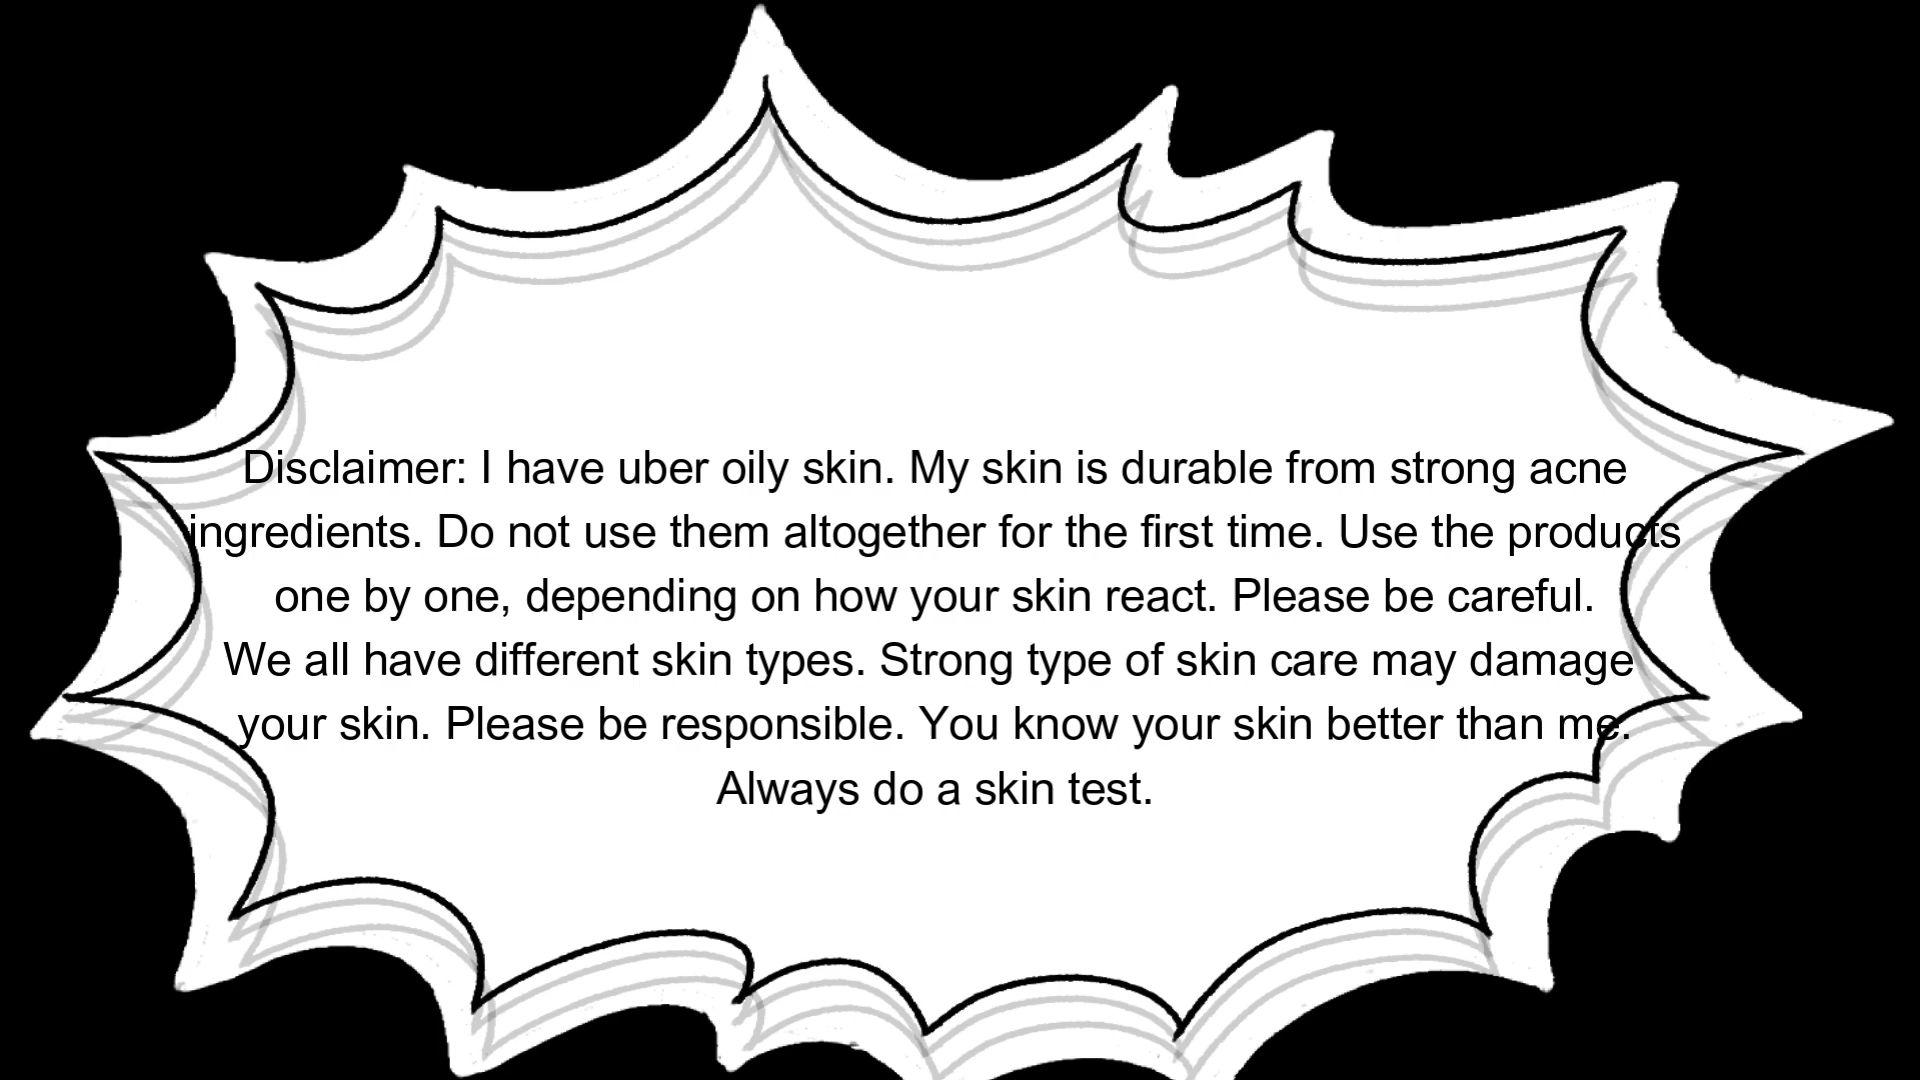 Disclaimer: I have uber oily skin. My skin is durable from strong acne
ingredients. Do not use them altogether for the first time. Use the products
one by one, depending on how your skin react. Please be careful.
We all have different skin types. Strong type of skin care may damage
your skin. Please be responsible. You know your skin better than me.
Always do a skin test.